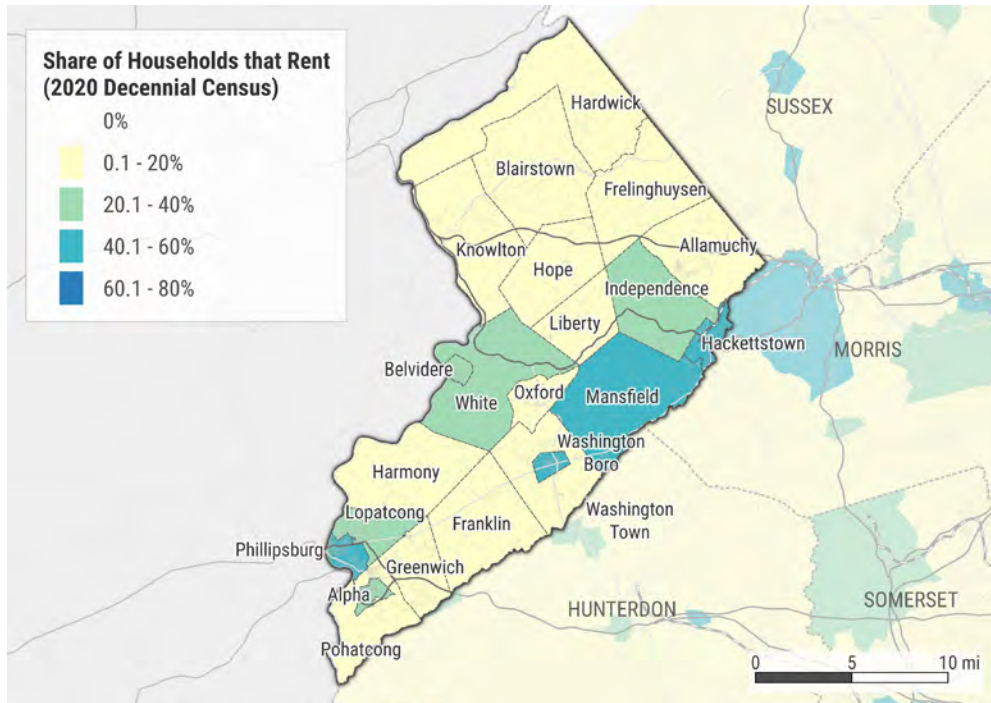 Share of Households that Rent
(2020 Decennial Census)
0%
0.1 - 20%
20.1 - 40%
40.1 - 60%
60.1 - 80%
Hardwick
SUSSEX
Blairstown
Frelinghuysen
Knowlton
Allamuchy
Hope
Independence
Liberty
Hackettstown
MORRIS
Belvidere
Oxford
White
Mansfield
Washington
Boro
Harmony
Lopatcong
Franklin
Washington
Town
Phillipsburg
Greenwich
Alpha
HUNTERDON
SOMERSET
Pohatcong
0 5 10 mi